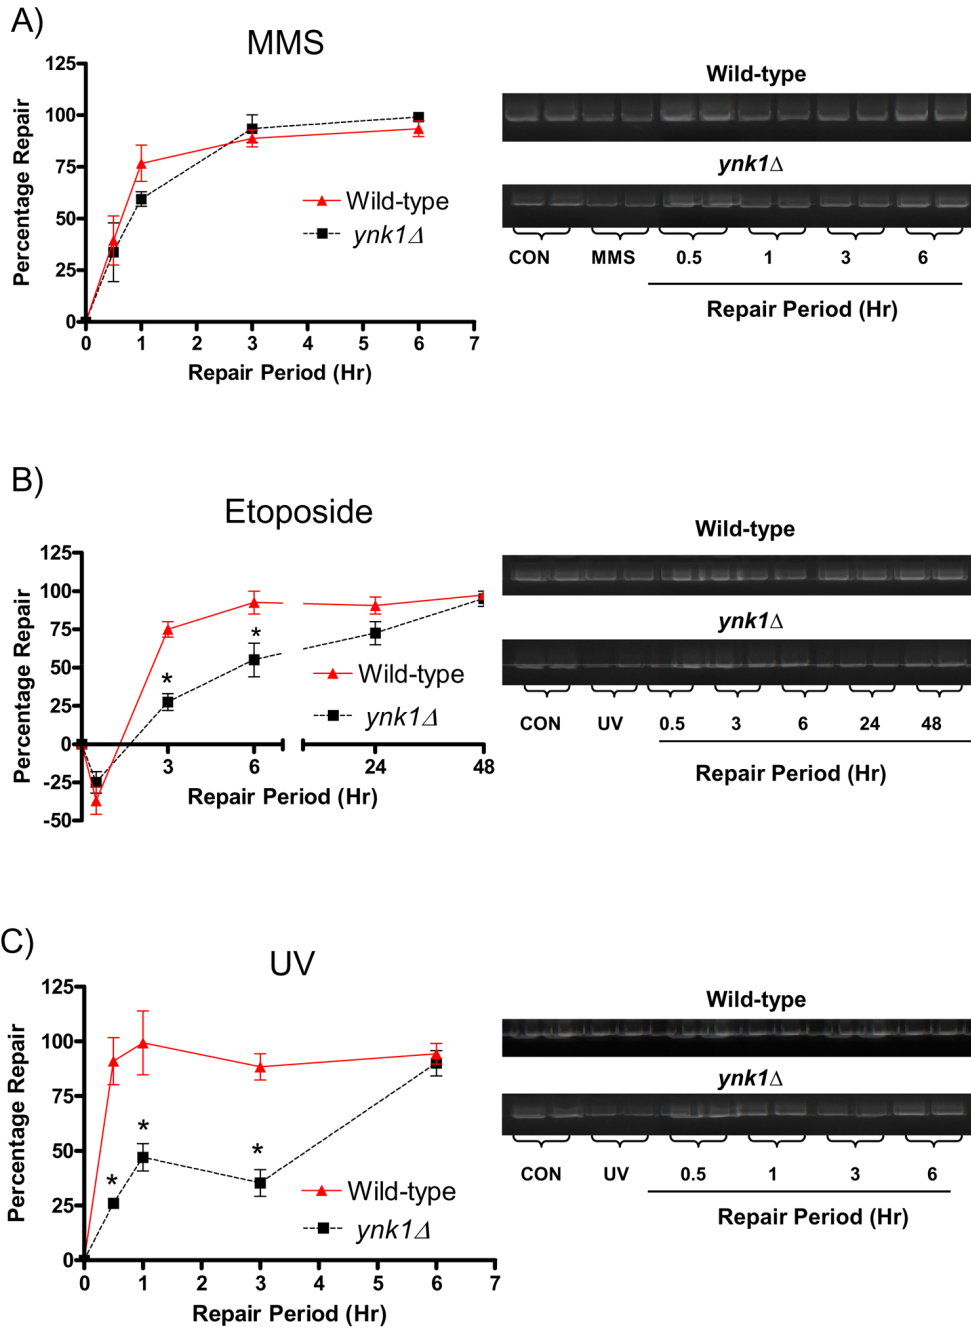 A)
MMS
125
100
75
50
25
0
Percentage Repair
0 1 2 3 4 5 6 7
Repair Period (Hr)
Wild-type
ynk1Δ
Wild-type
ynk1Δ
CON MMS 0.5 1 3 6
Repair Period (Hr)
B)
Etoposide
125
100
75
50
25
0
-25
-50
Percentage Repair
* *
3 6 24 48
Repair Period (Hr)
Wild-type
ynk1Δ
Wild-type
ynk1Δ
CON UV 0.5 3 6 24 48
Repair Period (Hr)
C)
UV
125
100
75
50
25
0
Percentage Repair
* * *
0 1 2 3 4 5 6 7
Repair Period (Hr)
Wild-type
ynk1Δ
Wild-type
ynk1Δ
CON UV 0.5 1 3 6
Repair Period (Hr)